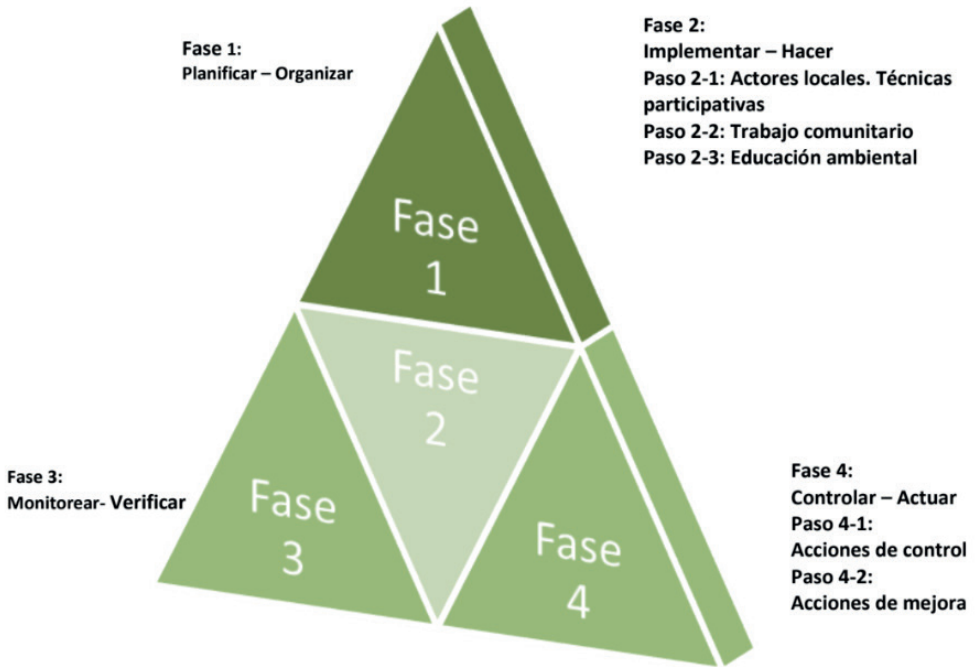 Fase 1:
Planificar – Organizar
Fase 2:
Implementar – Hacer
Paso 2-1: Actores locales. Técnicas
participativas
Paso 2-2: Trabajo comunitario
Paso 2-3: Educación ambiental
Fase
1
Fase
2
Fase 3:
Monitorear- Verificar
Fase
3
Fase
4
Fase 4:
Controlar – Actuar
Paso 4-1:
Acciones de control
Paso 4-2:
Acciones de mejora